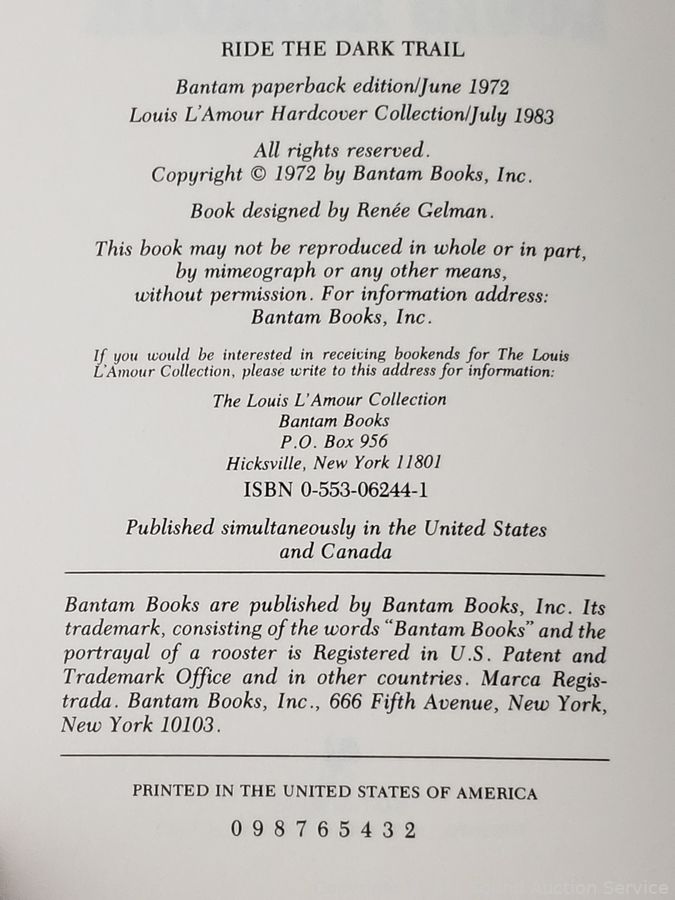 RIDE THE DARK TRAIL
Bantam paperback edition/June 1972
Louis L'Amour Hardcover Collection/July 1983
All rights reserved.
Copyright © 1972 by Bantam Books, Inc.
Book designed by Renée Gelman.
This book may not be reproduced in whole or in part,
by mimeograph or any other means,
without permission. For information address:
Bantam Books, Inc.
If you would be interested in receiving bookends for The Louis
L'Amour Collection, please write to this address for information:
The Louis L'Amour Collection
Bantam Books
P.O. Box 956
Hicksville, New York 11801
ISBN 0-553-06244-1
Published simultaneously in the United States
and Canada
Bantam Books are published by Bantam Books, Inc. Its
trademark, consisting of the words “Bantam Books” and the
portrayal of a rooster is Registered in U.S. Patent and
Trademark Office and in other countries. Marca Regis-
trada. Bantam Books, Inc., 666 Fifth Avenue, New York,
New York 10103.
PRINTED IN THE UNITED STATES OF AMERICA
0 9 8 7 6 5 4 3 2
Auction Service